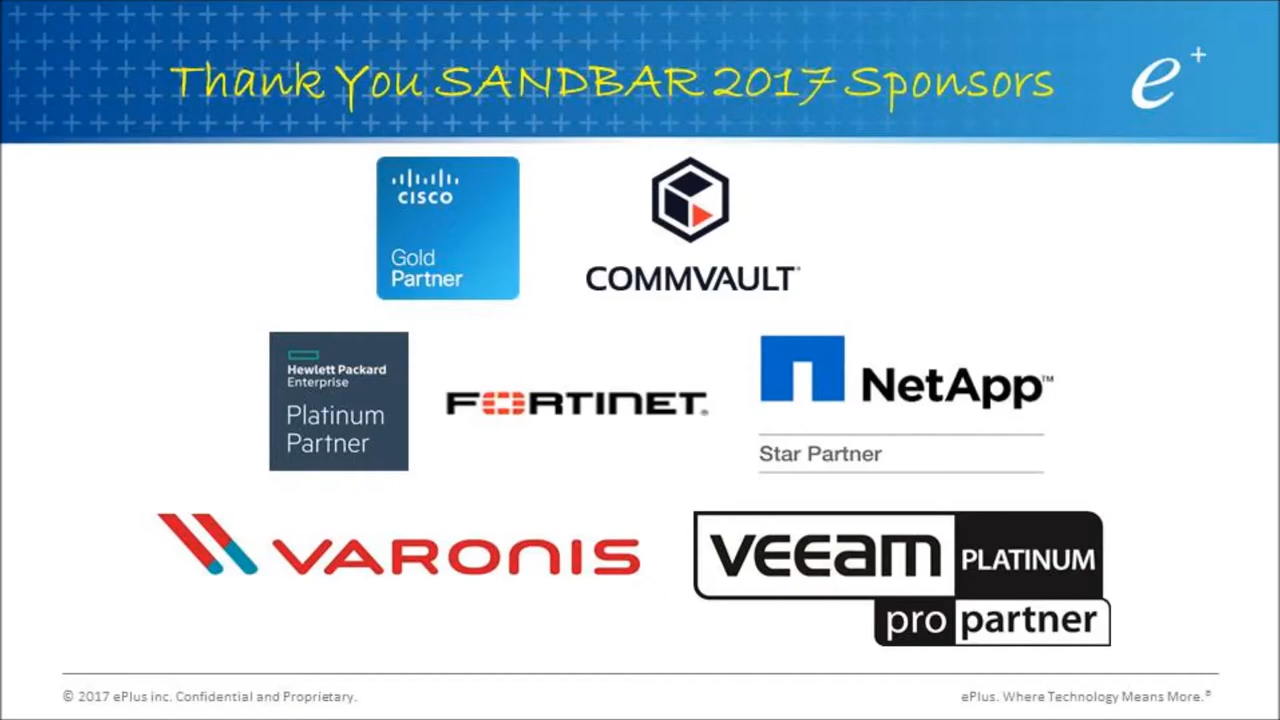 Thank You SANDBAR 2017 Sponsors
e+
CISCO
Gold
Partner
COMMVAULT®
Hewlett Packard
Enterprise
Platinum
Partner
FORTINET®
NetApp™
Star Partner
VARONIS
veeam PLATINUM
pro partner
© 2017 ePlus inc. Confidential and Proprietary.
ePlus. Where Technology Means More.®